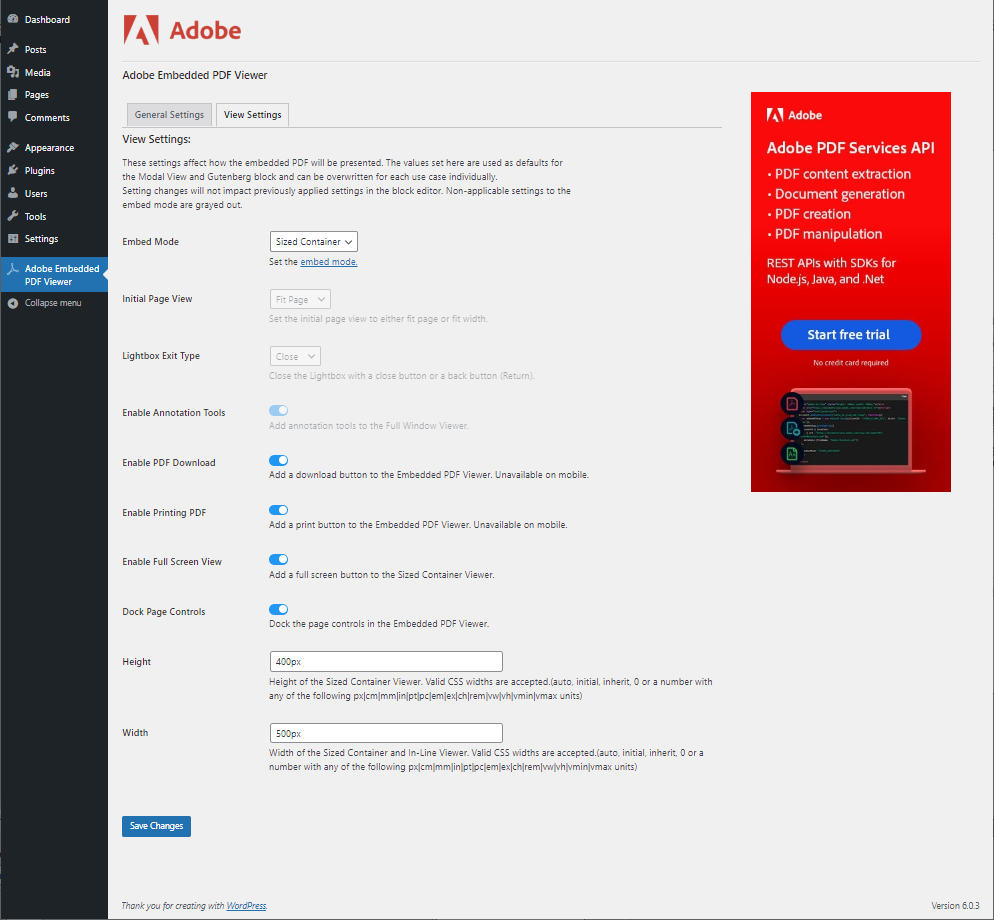 Dashboard
Posts
Media
Pages
Comments
Appearance
Plugins
Users
Tools
Settings
Adobe Embedded
PDF Viewer
Collapse menu
Adobe
Adobe Embedded PDF Viewer
General Settings
View Settings
View Settings:
These settings affect how the embedded PDF will be presented. The values set here are used as defaults for
the Modal View and Gutenberg block and can be overwritten for each use case individually.
Setting changes will not impact previously applied settings in the block editor. Non-applicable settings to the
embed mode are grayed out.
Embed Mode
Sized Container
Set the embed mode.
Initial Page View
Fit Page
Set the initial page view to either fit page or fit width.
Lightbox Exit Type
Close
Close the Lightbox with a close button or a back button (Return).
Enable Annotation Tools
Add annotation tools to the Full Window Viewer.
Enable PDF Download
Add a download button to the Embedded PDF Viewer. Unavailable on mobile.
Enable Printing PDF
Add a print button to the Embedded PDF Viewer. Unavailable on mobile.
Enable Full Screen View
Add a full screen button to the Sized Container Viewer.
Dock Page Controls
Dock the page controls in the Embedded PDF Viewer.
Height
400px
Height of the Sized Container Viewer. Valid CSS widths are accepted.(auto, initial, inherit, 0 or a number with
any of the following px|cm|mm|in|pt|pc|em|ex|ch|rem|vw|vh|vmin|vmax units)
Width
500px
Width of the Sized Container and In-Line Viewer. Valid CSS widths are accepted.(auto, initial, inherit, 0 or a
number with any of the following px|cm|mm|in|pt|pc|em|ex|ch|rem|vw|vh|vmin|vmax units)
Save Changes
Adobe
Adobe PDF Services API
• PDF content extraction
• Document generation
• PDF creation
• PDF manipulation
REST APIs with SDKs for
Node.js, Java, and .Net
Start free trial
No credit card required
Thank you for creating with WordPress.
Version 6.0.3